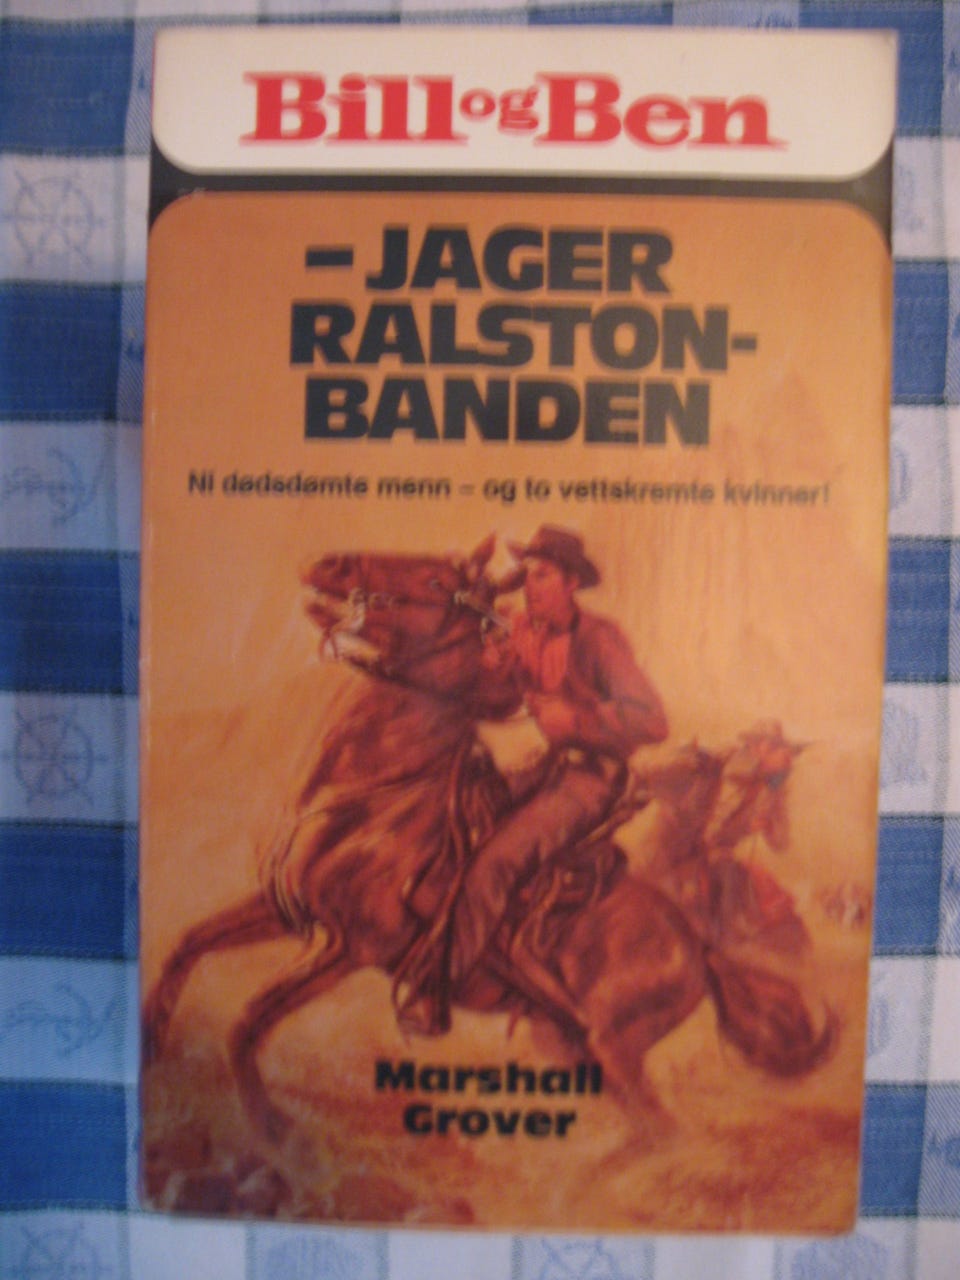 Bill og Ben
– JAGER
RALSTON-
BANDEN
Ni dødsdømte menn – og to vettskremte kvinner!
Marshall
Grover